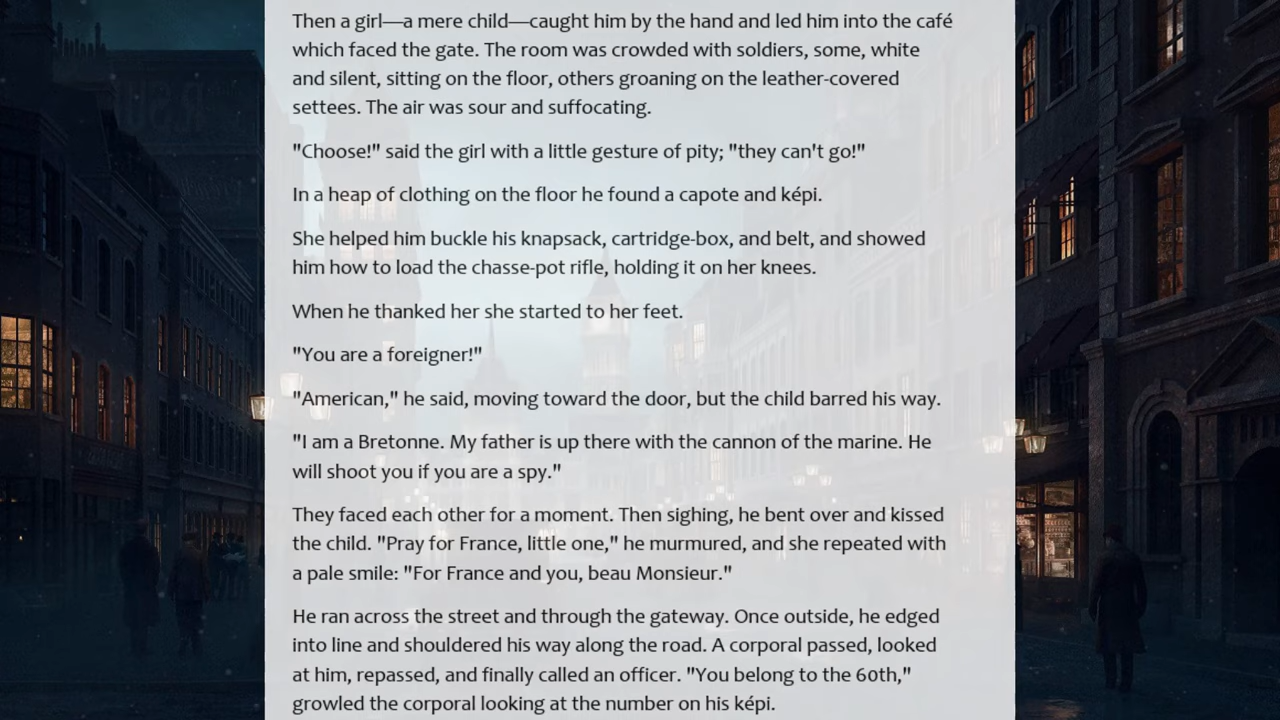 Then a girl—a mere child—caught him by the hand and led him into the café
which faced the gate. The room was crowded with soldiers, some, white
and silent, sitting on the floor, others groaning on the leather-covered
settees. The air was sour and suffocating.
"Choose!" said the girl with a little gesture of pity; "they can't go!"
In a heap of clothing on the floor he found a capote and képi.
She helped him buckle his knapsack, cartridge-box, and belt, and showed
him how to load the chasse-pot rifle, holding it on her knees.
When he thanked her she started to her feet.
"You are a foreigner!"
"American," he said, moving toward the door, but the child barred his way.
"I am a Bretonne. My father is up there with the cannon of the marine. He
will shoot you if you are a spy."
They faced each other for a moment. Then sighing, he bent over and kissed
the child. "Pray for France, little one," he murmured, and she repeated with
a pale smile: "For France and you, beau Monsieur."
He ran across the street and through the gateway. Once outside, he edged
into line and shouldered his way along the road. A corporal passed, looked
at him, repassed, and finally called an officer. "You belong to the 60th,"
growled the corporal looking at the number on his képi.